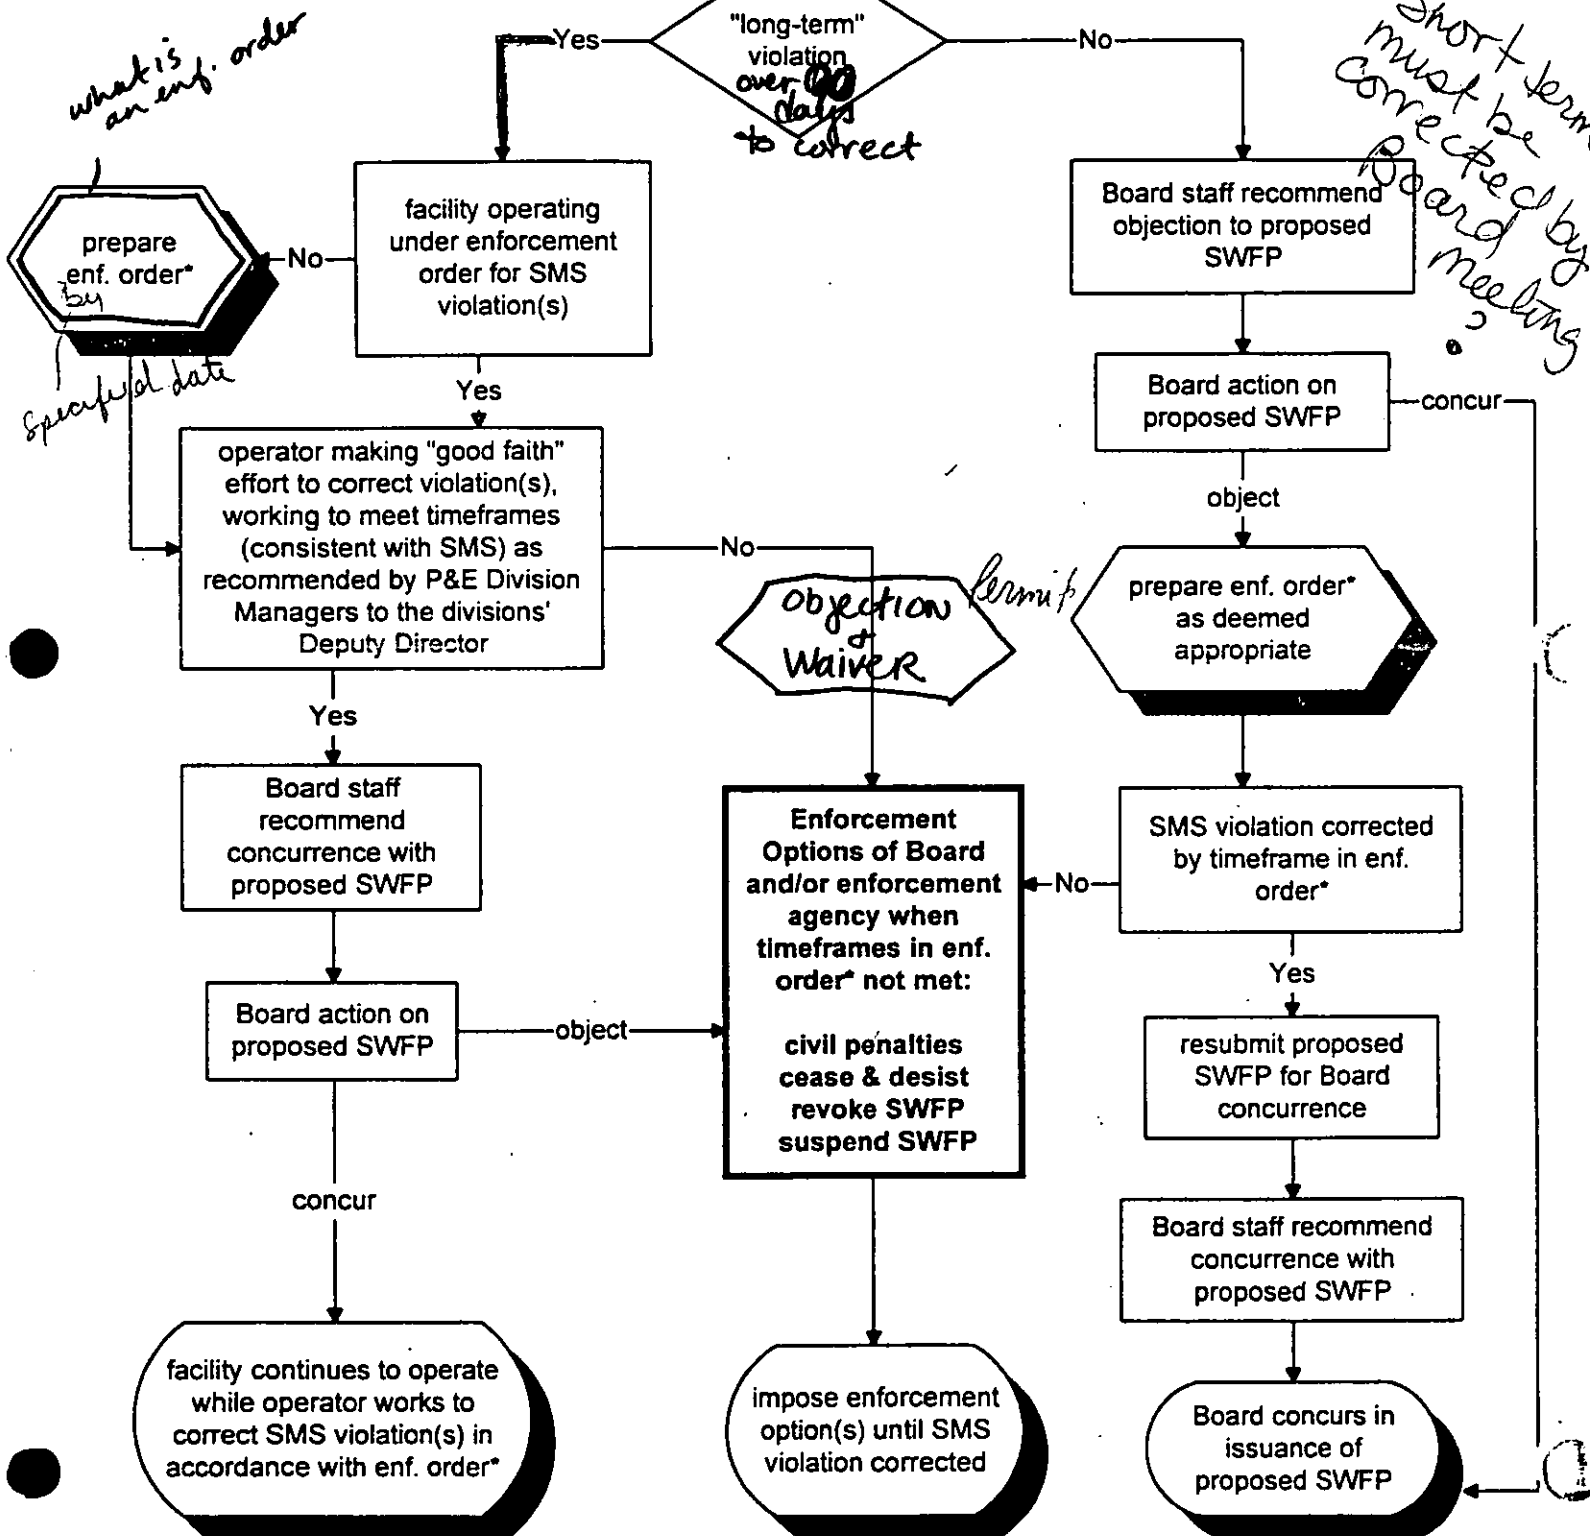 what is
an enf. order
"long-term"
violation
over 90
days
to correct
Yes
No
Short term
must be
corrected by
Board
meeting
?
prepare
enf. order*
by
Specified date
No
facility operating
under enforcement
order for SMS
violation(s)
Board staff recommend
objection to proposed
SWFP
Yes
Board action on
proposed SWFP
concur
operator making "good faith"
effort to correct violation(s),
working to meet timeframes
(consistent with SMS) as
recommended by P&E Division
Managers to the divisions'
Deputy Director
No
object
Objection
&
Waiver
Permit
prepare enf. order*
as deemed
appropriate
Yes
Board staff
recommend
concurrence with
proposed SWFP
Enforcement
Options of Board
and/or enforcement
agency when
timeframes in enf.
order* not met:
civil penalties
cease & desist
revoke SWFP
suspend SWFP
No
SMS violation corrected
by timeframe in enf.
order*
Yes
Board action on
proposed SWFP
object
resubmit proposed
SWFP for Board
concurrence
concur
Board staff recommend
concurrence with
proposed SWFP
facility continues to operate
while operator works to
correct SMS violation(s) in
accordance with enf. order*
impose enforcement
option(s) until SMS
violation corrected
Board concurs in
issuance of
proposed SWFP